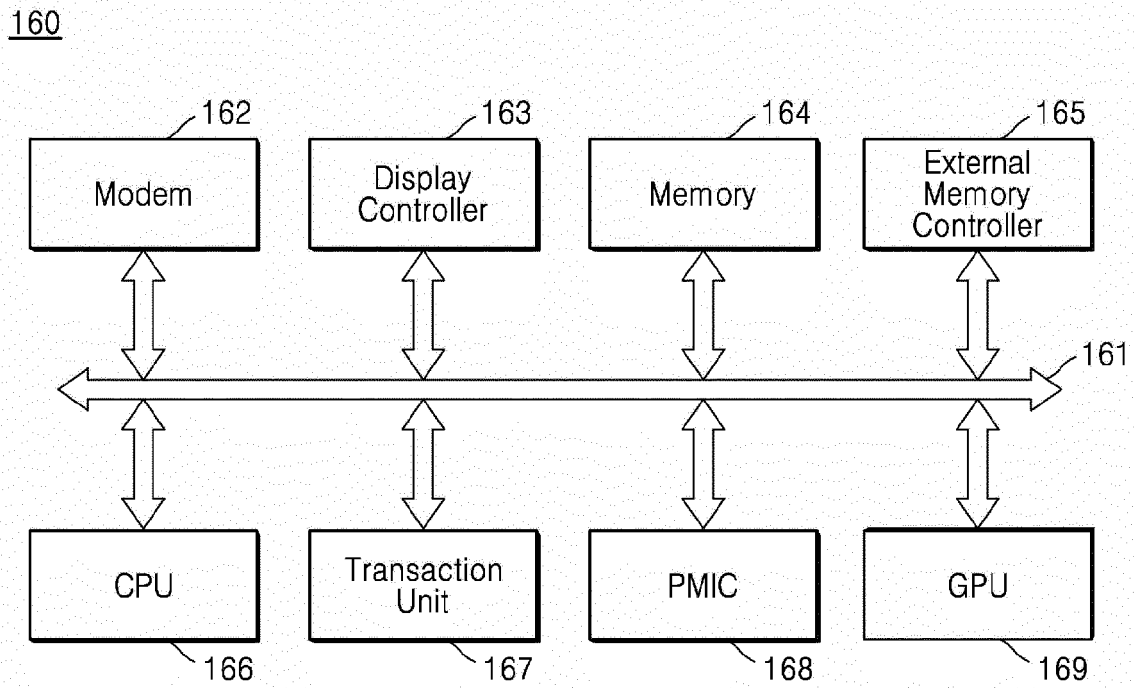 160
162
163
164
165
Modem
Display
Controller
Memory
External
Memory
Controller
161
CPU
Transaction
Unit
PMIC
GPU
166
167
168
169